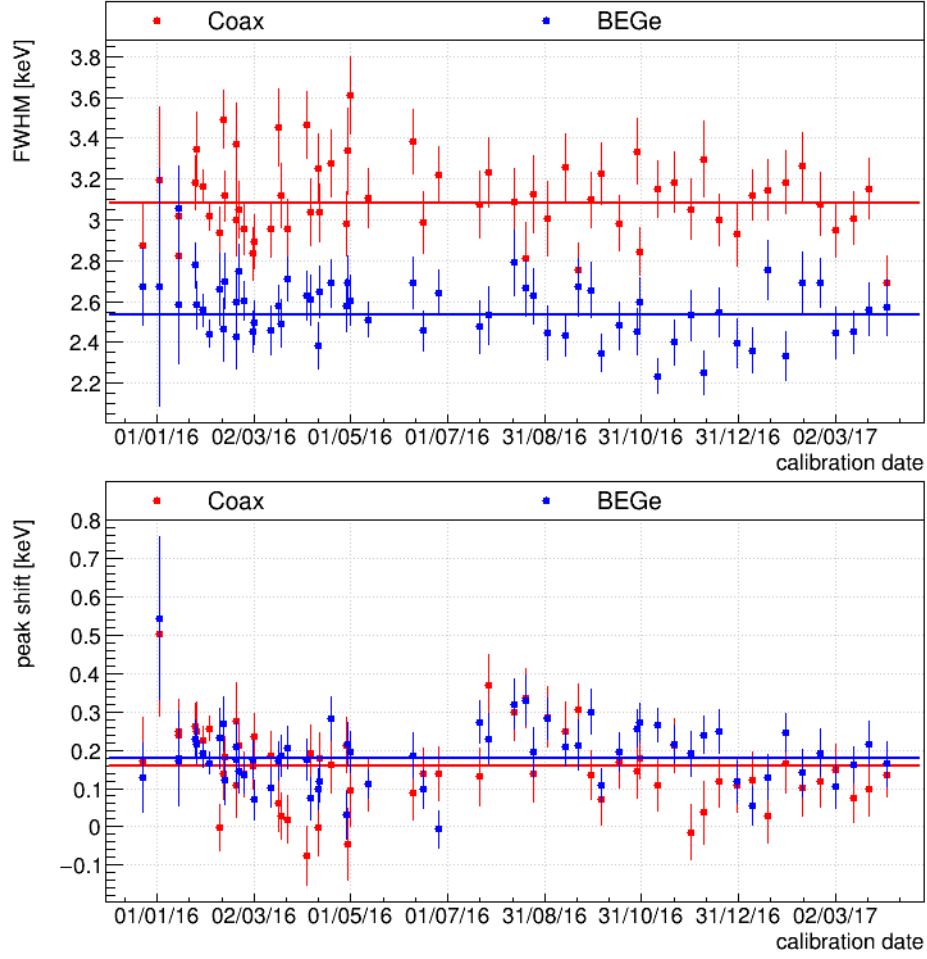 Coax BEGe
FWHM [keV]
3.8
3.6
3.4
3.2
3
2.8
2.6
2.4
2.2
01/01/16 02/03/16 01/05/16 01/07/16 31/08/16 31/10/16 31/12/16 02/03/17
calibration date
Coax BEGe
peak shift [keV]
0.8
0.7
0.6
0.5
0.4
0.3
0.2
0.1
0
−0.1
01/01/16 02/03/16 01/05/16 01/07/16 31/08/16 31/10/16 31/12/16 02/03/17
calibration date